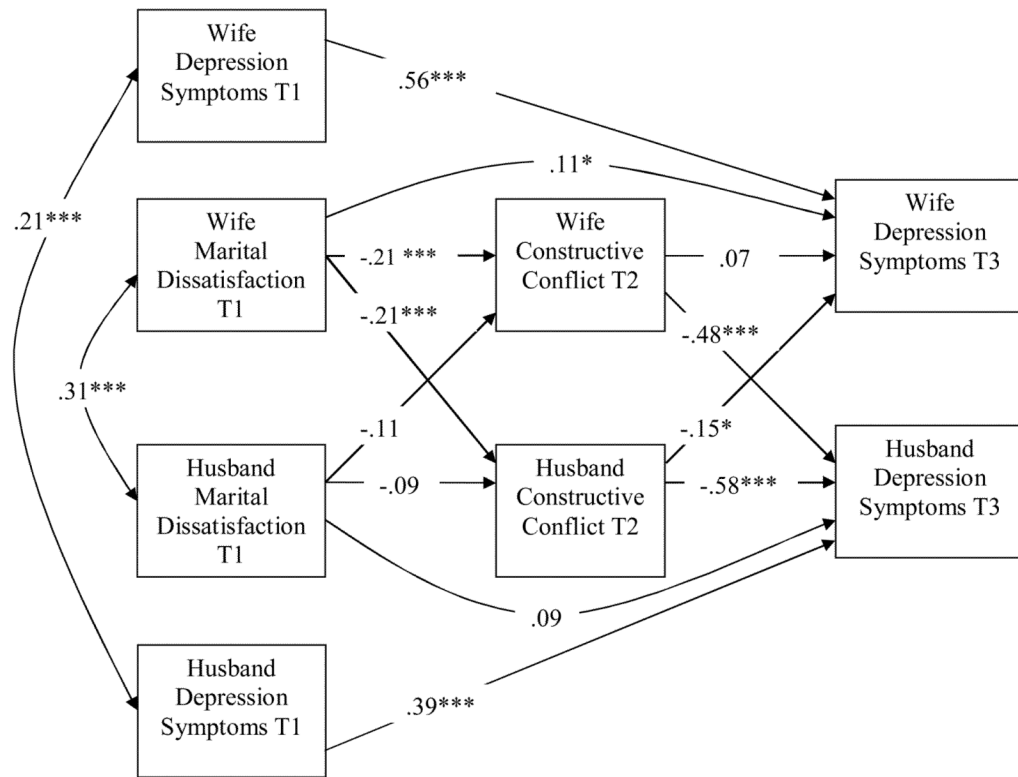 Wife
Depression
Symptoms T1
.56***
.21***
Wife
Marital
Dissatisfaction
T1
.11*
-.21 ***
-.21***
Wife
Constructive
Conflict T2
.07
-.48***
Wife
Depression
Symptoms T3
.31***
-.11
-.09
Husband
Marital
Dissatisfaction
T1
Husband
Constructive
Conflict T2
-.15*
-.58***
Husband
Depression
Symptoms T3
.09
Husband
Depression
Symptoms T1
.39***